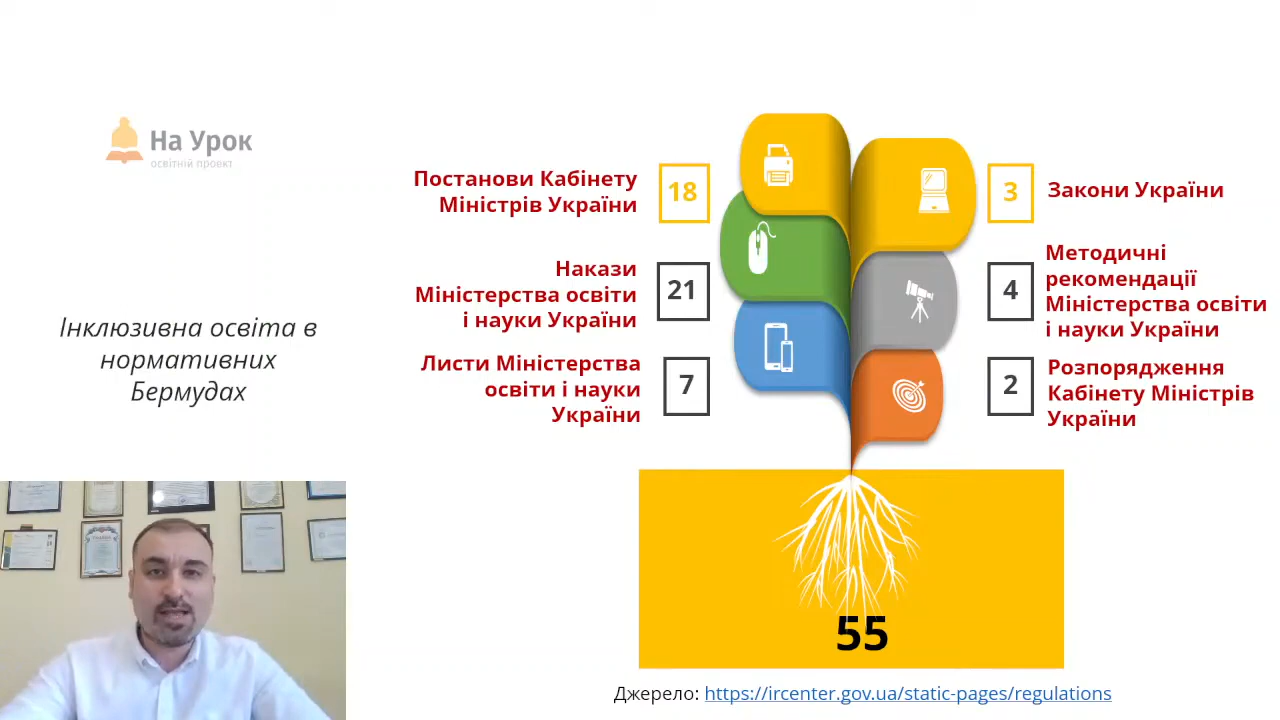 На Урок
освітній проект
Інклюзивна освіта в
нормативних
Бермудах
Постанови Кабінету
Міністрів України
18
Накази
Міністерства освіти
і науки України
21
Листи Міністерства
освіти і науки
України
7
3
Закони України
4
Методичні
рекомендації
Міністерства освіти
і науки України
2
Розпорядження
Кабінету Міністрів
України
55
Джерело: https://ircenter.gov.ua/static-pages/regulations